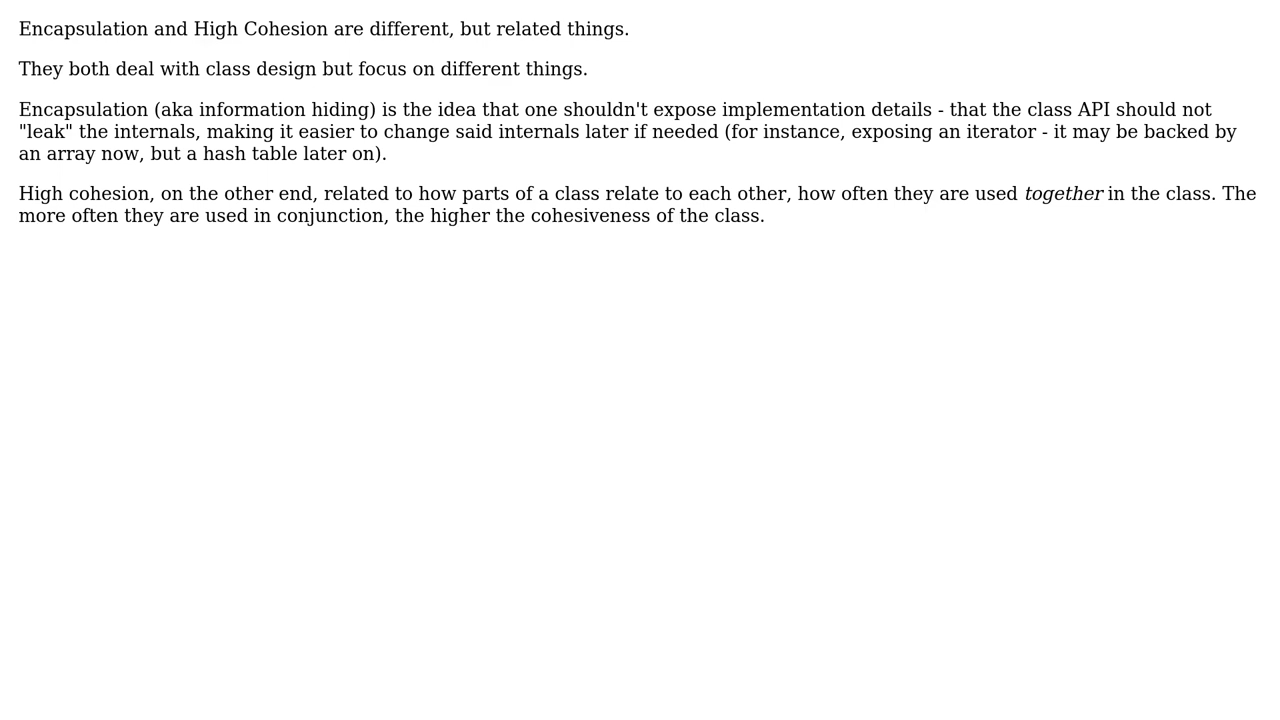 Encapsulation and High Cohesion are different, but related things.
They both deal with class design but focus on different things.
Encapsulation (aka information hiding) is the idea that one shouldn't expose implementation details - that the class API should not
"leak" the internals, making it easier to change said internals later if needed (for instance, exposing an iterator - it may be backed by
an array now, but a hash table later on).
High cohesion, on the other end, related to how parts of a class relate to each other, how often they are used together in the class. The
more often they are used in conjunction, the higher the cohesiveness of the class.